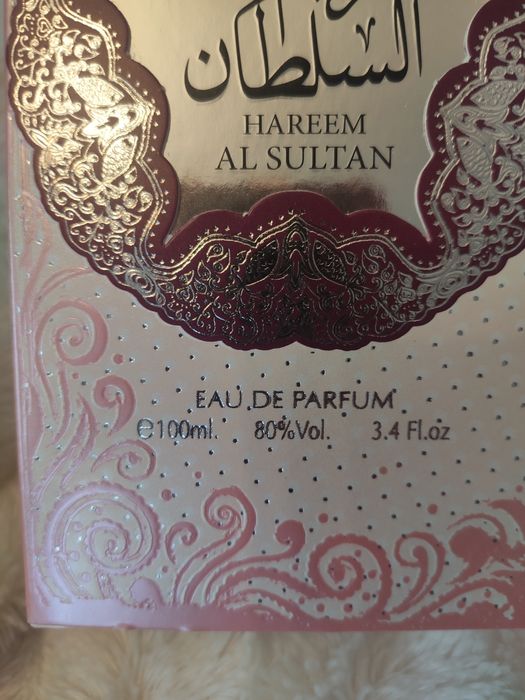 السلطان
HAREEM
AL SULTAN
EAU DE PARFUM
℮100ml. 80%Vol. 3.4 Fl.oz